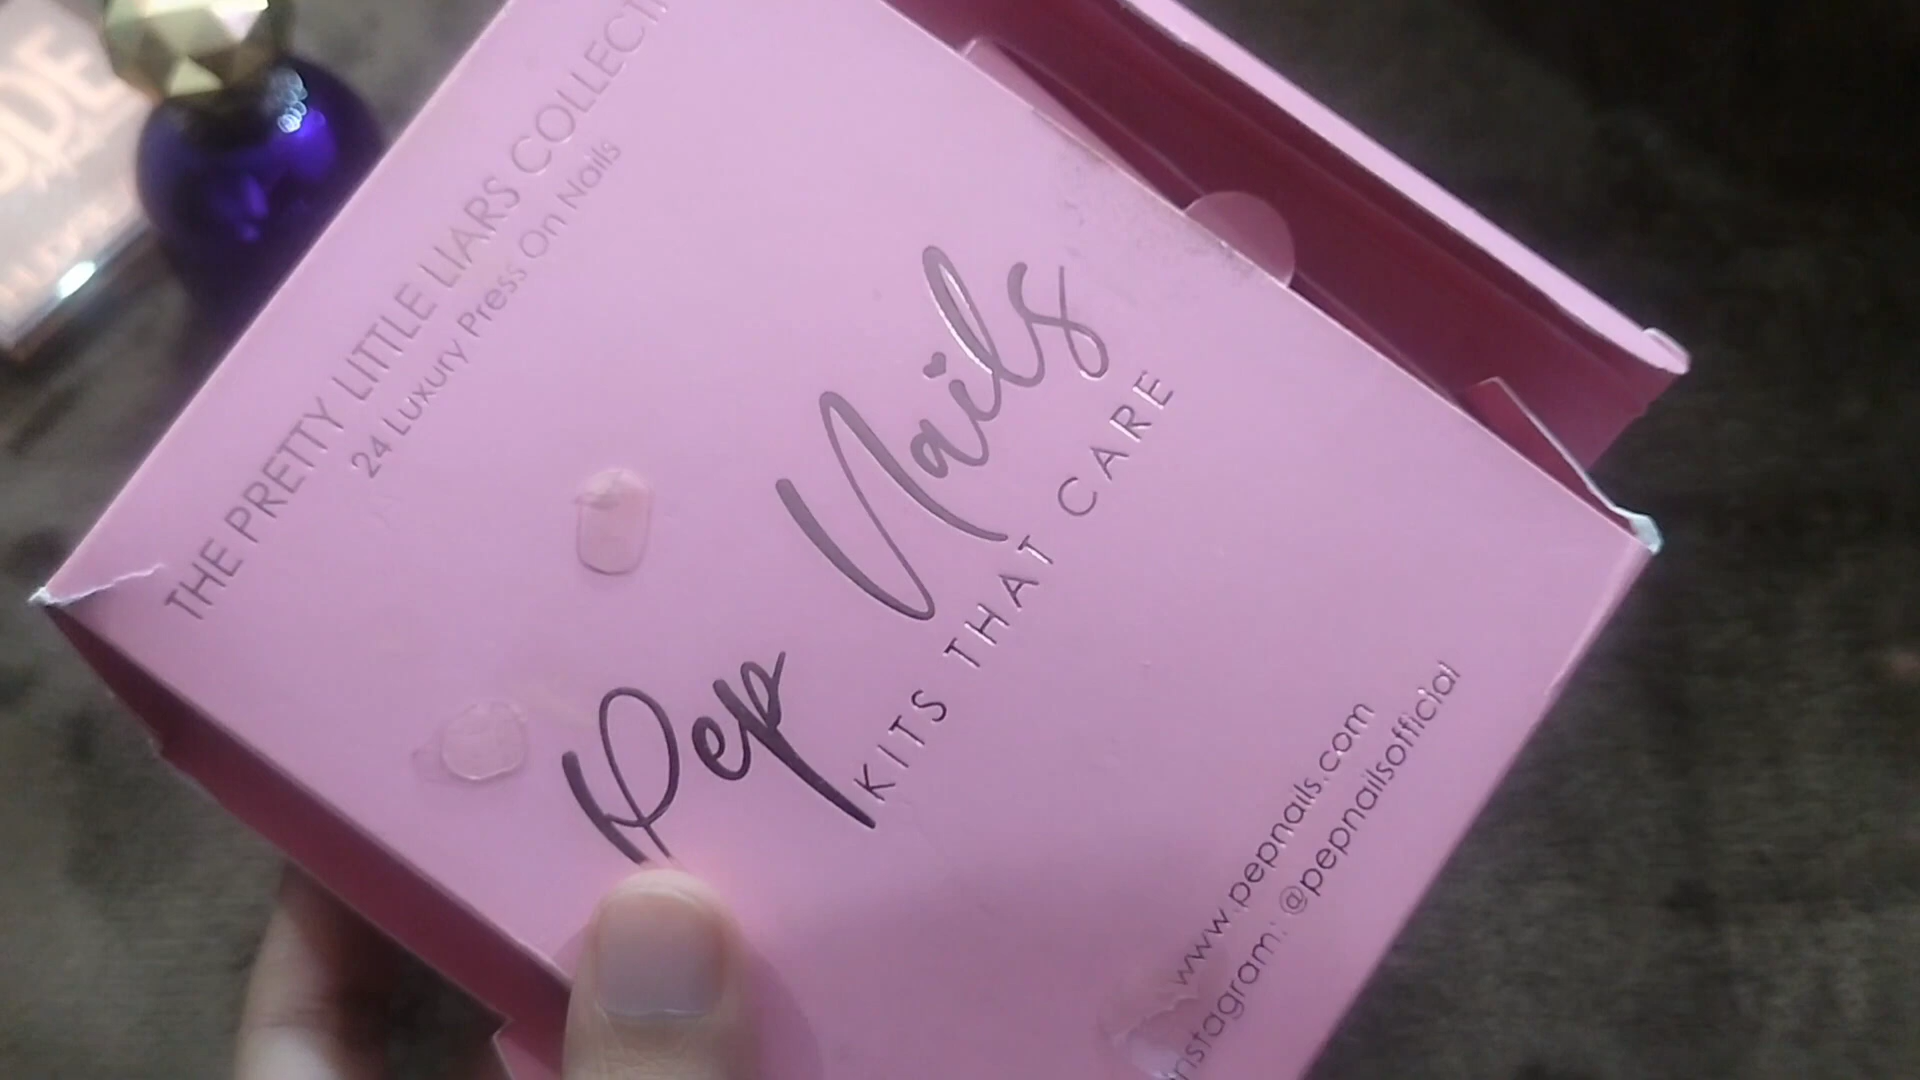 THE PRETTY LITTLE LIARS COLLECTI
24 Luxury Press On Nails
Pep Nails
KITS THAT CARE
www.pepnails.com
Instagram: @pepnailsofficial